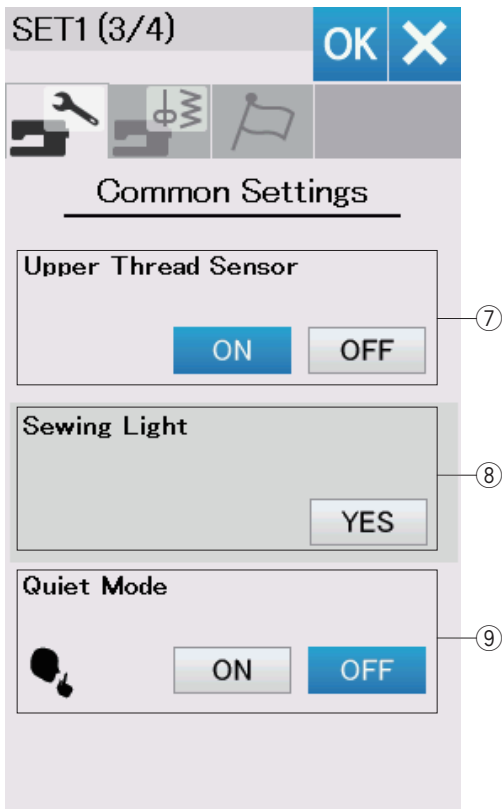 SET1 (3/4)
OK
Common Settings
Upper Thread Sensor
ON OFF
⑦
Sewing Light
YES
⑧
Quiet Mode
ON OFF
⑨